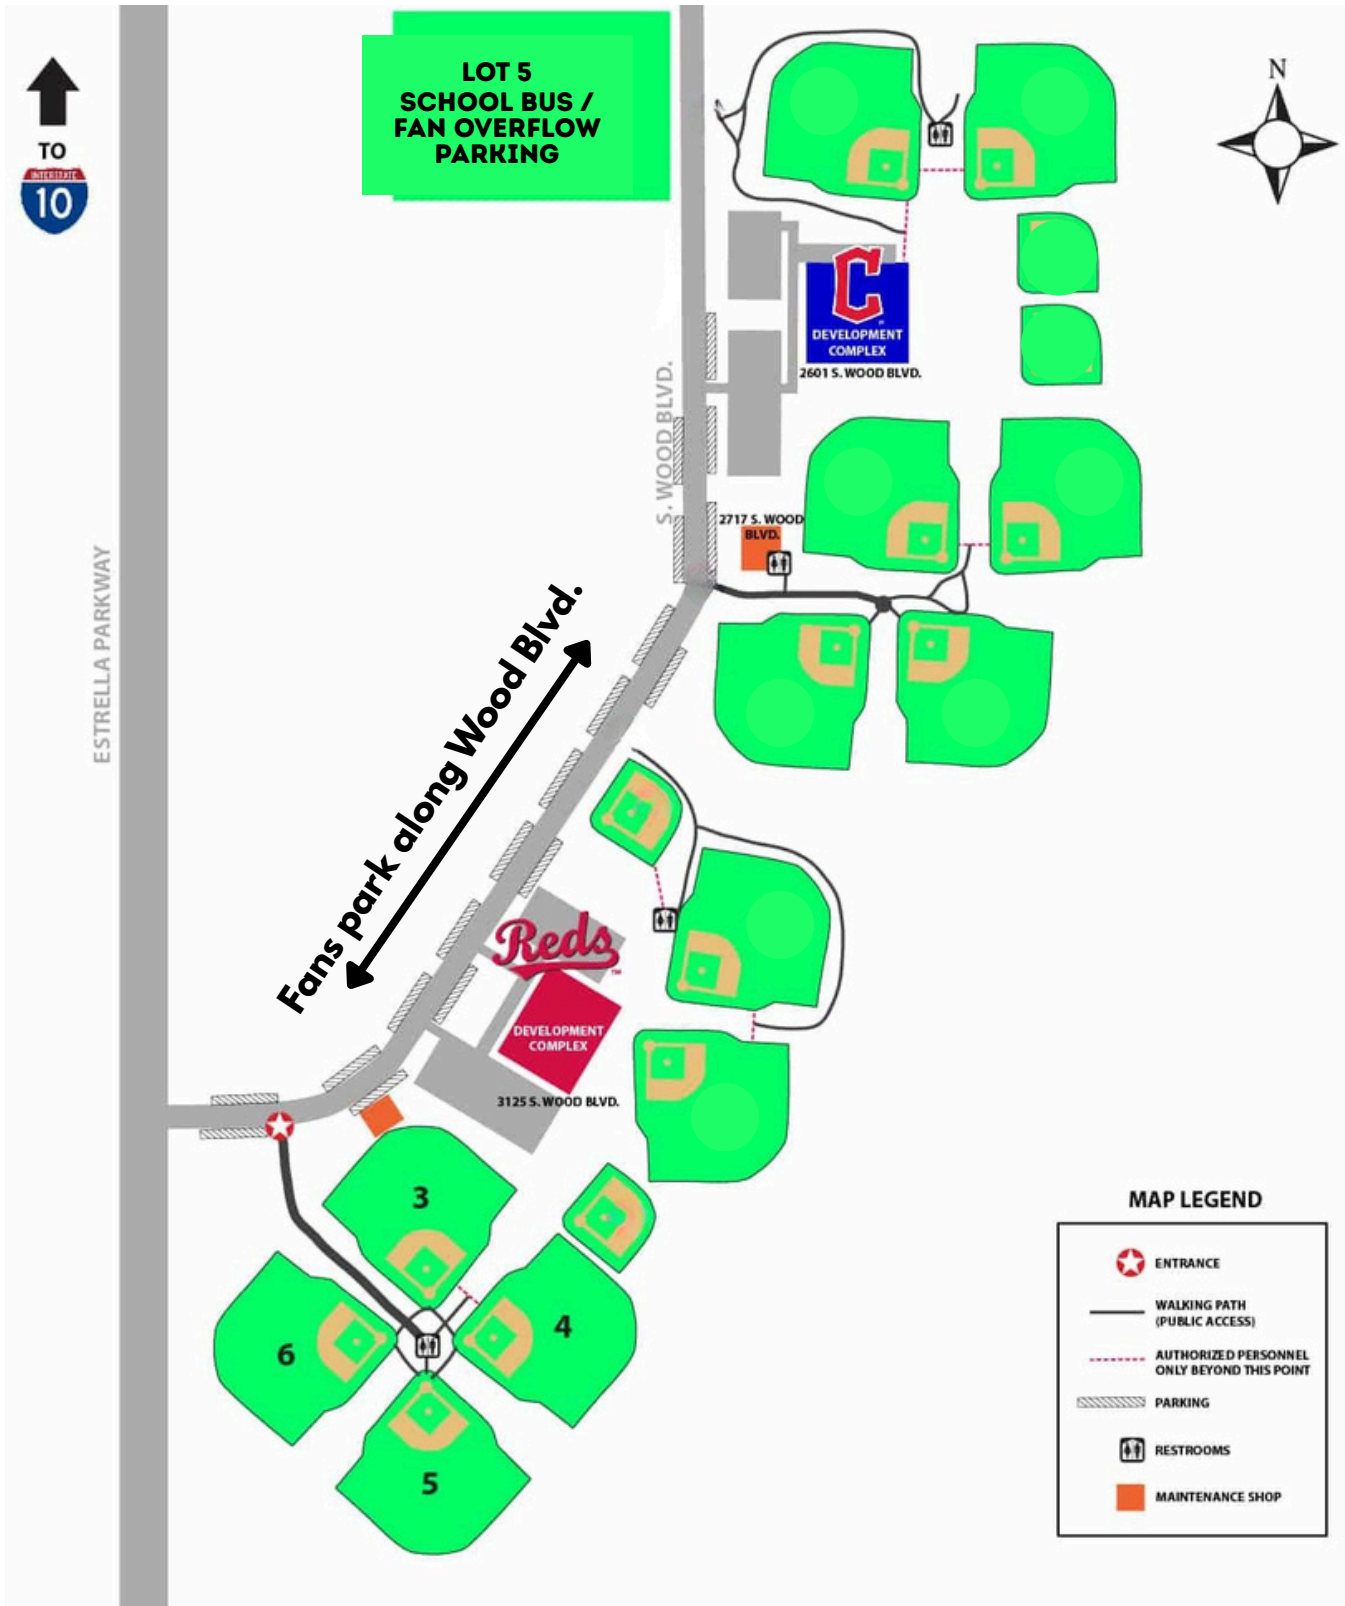 LOT 5
SCHOOL BUS /
FAN OVERFLOW
PARKING
N
TO
INTERSTATE
10
C
DEVELOPMENT
COMPLEX
2601 S. WOOD BLVD.
S. WOOD BLVD.
2717 S. WOOD
BLVD.
ESTRELLA PARKWAY
Fans park along Wood Blvd.
Reds
TM
DEVELOPMENT
COMPLEX
3125 S. WOOD BLVD.
3
4
6
5
MAP LEGEND
ENTRANCE
WALKING PATH
(PUBLIC ACCESS)
AUTHORIZED PERSONNEL
ONLY BEYOND THIS POINT
PARKING
RESTROOMS
MAINTENANCE SHOP